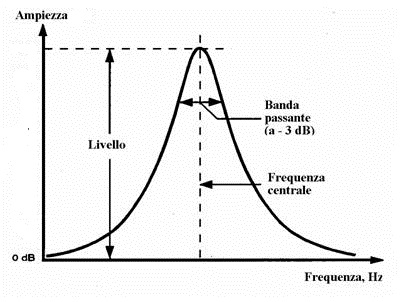 Ampiezza
Banda
passante
(a - 3 dB)
Livello
Frequenza
centrale
0 dB
Frequenza, Hz